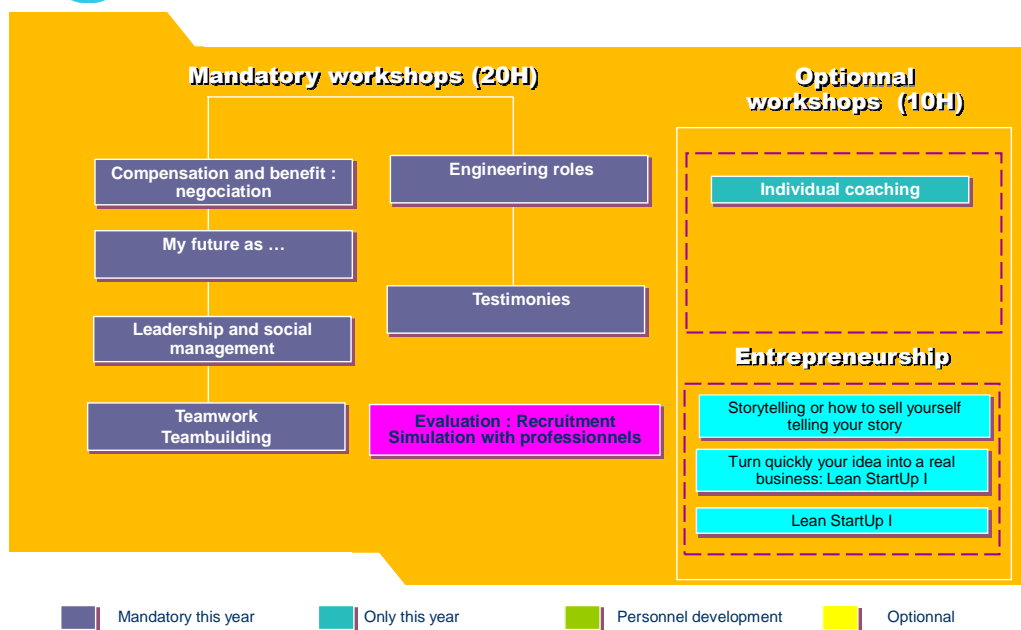 Mandatory workshops (20H)
Compensation and benefit :
negociation
My future as …
Leadership and social
management
Teamwork
Teambuilding
Engineering roles
Testimonies
Evaluation : Recruitment
Simulation with professionnels
Optionnal
workshops (10H)
Individual coaching
Entrepreneurship
Storytelling or how to sell yourself
telling your story
Turn quickly your idea into a real
business: Lean StartUp I
Lean StartUp I
Mandatory this year
Only this year
Personnel development
Optionnal